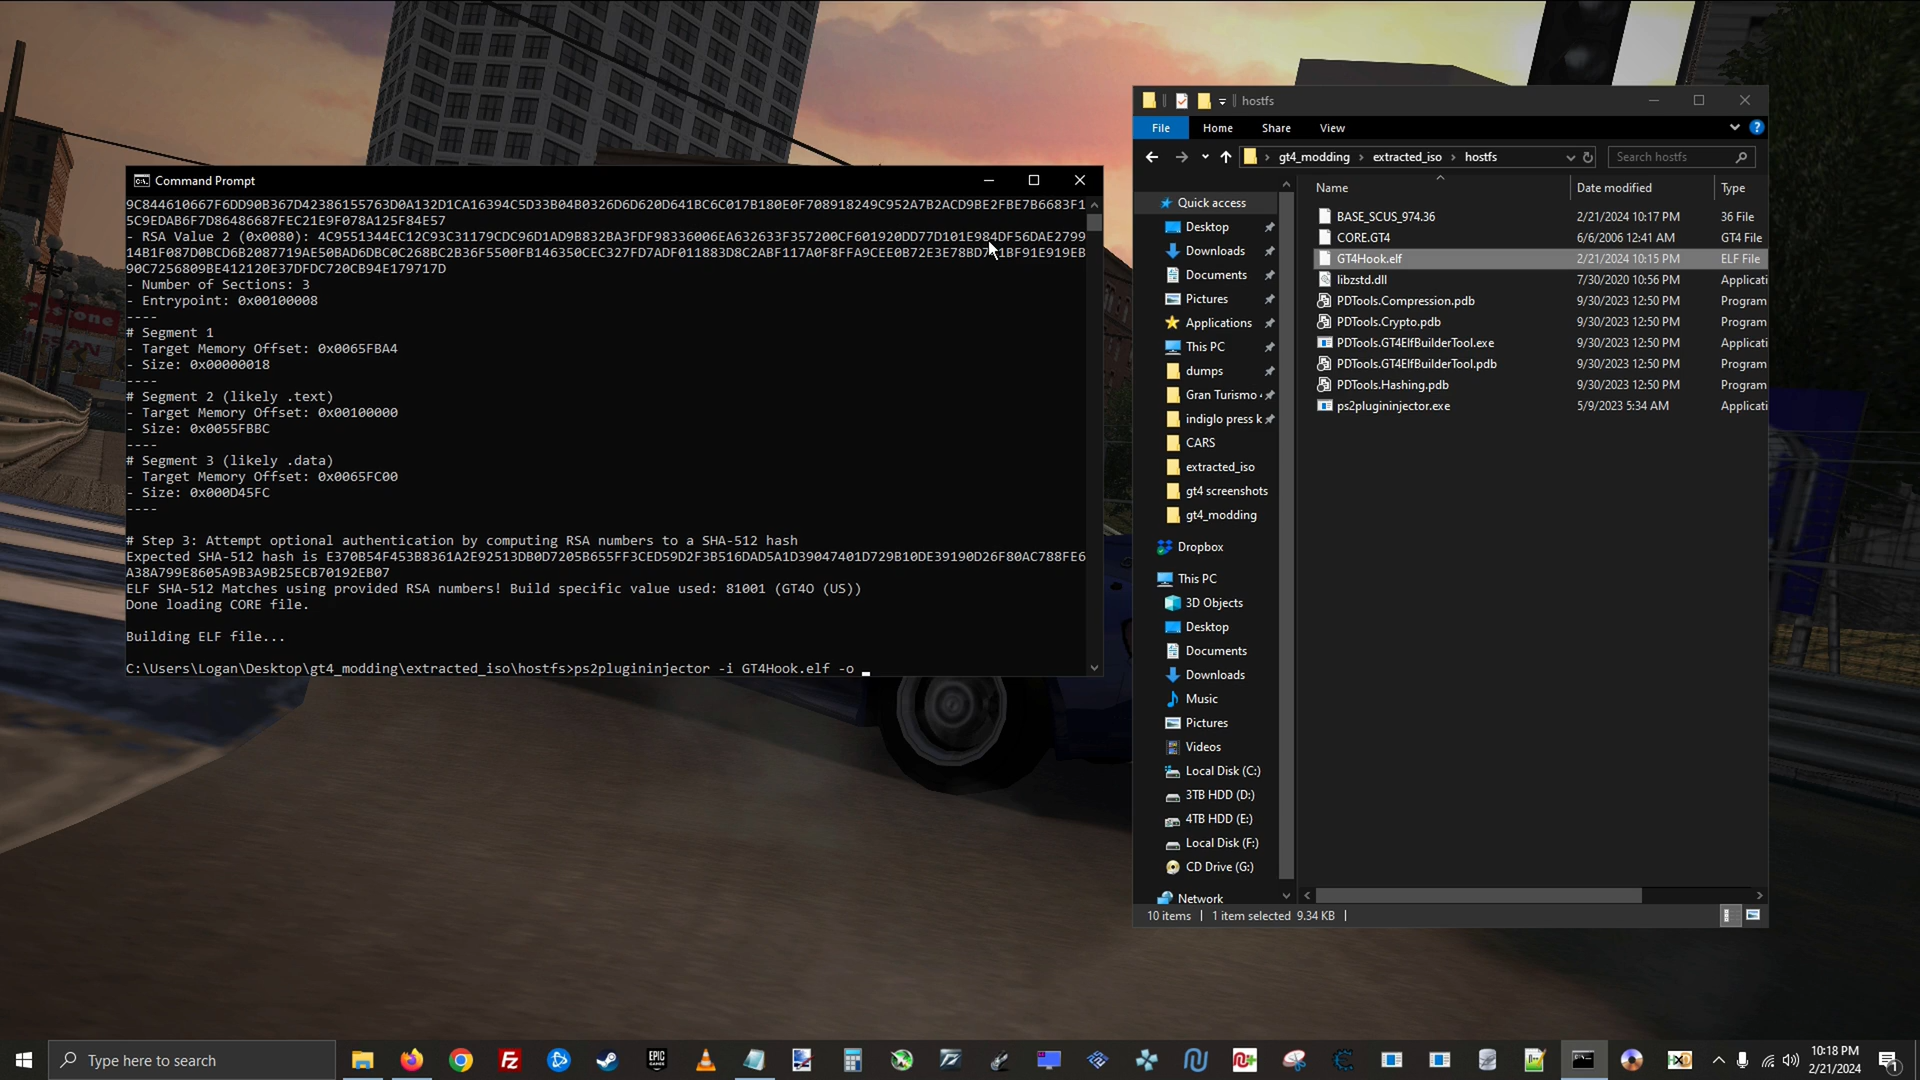 Command Prompt
9C844610667F6DD90B367D42386155763D0A132D1CA16394C5D33B04B0326D6D620D641BC6C017B180E0F708918249C952A7B2ACD9BE2FBE7B6683F1
5C9EDAB6F7D86486687FEC21E9F078A125F84E57
- RSA Value 2 (0x0080): 4C9551344EC12C93C31179CDC96D1AD9B832BA3FDF98336006EA632633F357200CF601920DD77D101E984DF56DAE2799
90C7256809BE412120E37DFDC720CB94E179717D
- Number of Sections: 3
- Entrypoint: 0x00100008
----
# Segment 1
- Target Memory Offset: 0x0065FBA4
- Size: 0x00000018
----
# Segment 2 (likely .text)
- Target Memory Offset: 0x00100000
- Size: 0x0055FBBC
----
# Segment 3 (likely .data)
- Target Memory Offset: 0x0065FC00
- Size: 0x000D45FC
----
# Step 3: Attempt optional authentication by computing RSA numbers to a SHA-512 hash
Expected SHA-512 hash is E370B54F453B8361A2E92513DB0D7205B655FF3CED59D2F3B516DAD5A1D39047401D729B10DE39190D26F80AC788FE6
A38A799E8605A9B3A9B25ECB70192EB07
ELF SHA-512 Matches using provided RSA numbers! Build specific value used: 81001 (GT4O (US))
Done loading CORE file.
Building ELF file...
C:\Users\Logan\Desktop\gt4_modding\extracted_iso\hostfs>ps2plugininjector -i GT4Hook.elf -o
hostfs
File Home Share View
gt4_modding > extracted_iso > hostfs
Search hostfs
Name Date modified Type
BASE_SCUS_974.36 2/21/2024 10:17 PM 36 File
CORE.GT4 6/6/2006 12:41 AM GT4 File
GT4Hook.elf 2/21/2024 10:15 PM ELF File
libzstd.dll 7/30/2020 10:56 PM Applicati
PDTools.Compression.pdb 9/30/2023 12:50 PM Program
PDTools.Crypto.pdb 9/30/2023 12:50 PM Program
PDTools.GT4ElfBuilderTool.exe 9/30/2023 12:50 PM Applicati
PDTools.GT4ElfBuilderTool.pdb 9/30/2023 12:50 PM Program
PDTools.Hashing.pdb 9/30/2023 12:50 PM Program
ps2plugininjector.exe 5/9/2023 5:34 AM Applicati
Quick access
Desktop
Downloads
Documents
Pictures
Applications
This PC
dumps
Gran Turismo
indiglo press k
CARS
extracted_iso
gt4 screenshots
gt4_modding
Dropbox
This PC
3D Objects
Desktop
Documents
Downloads
Music
Pictures
Videos
Local Disk (C:)
3TB HDD (D:)
4TB HDD (E:)
Local Disk (F:)
CD Drive (G:)
Network
10 items 1 item selected 9.34 KB
Type here to search
EPIC GAMES
10:18 PM
2/21/2024
1